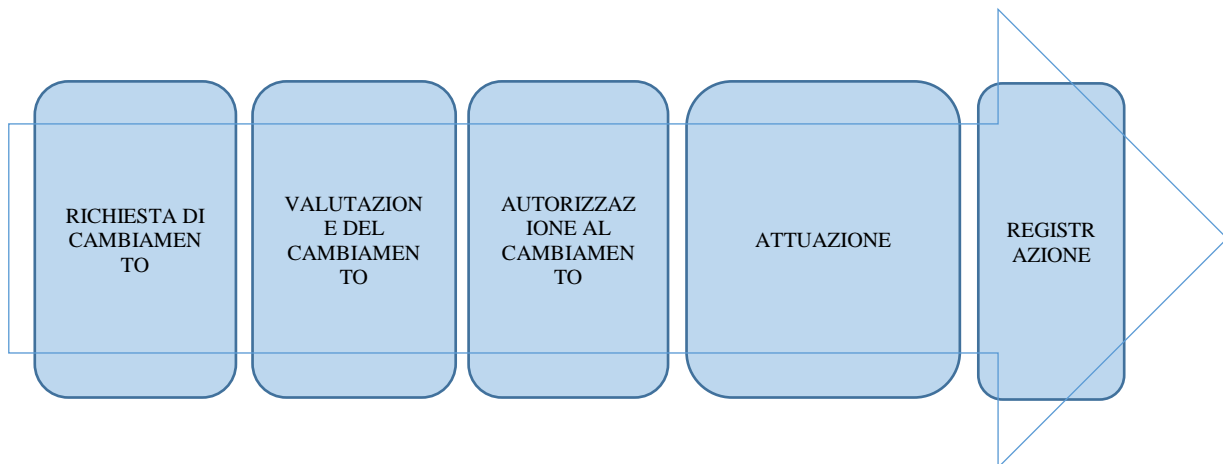 RICHIESTA DI
CAMBIAMEN
TO
VALUTAZION
E DEL
CAMBIAMEN
TO
AUTORIZZAZ
IONE AL
CAMBIAMEN
TO
ATTUAZIONE
REGISTR
AZIONE